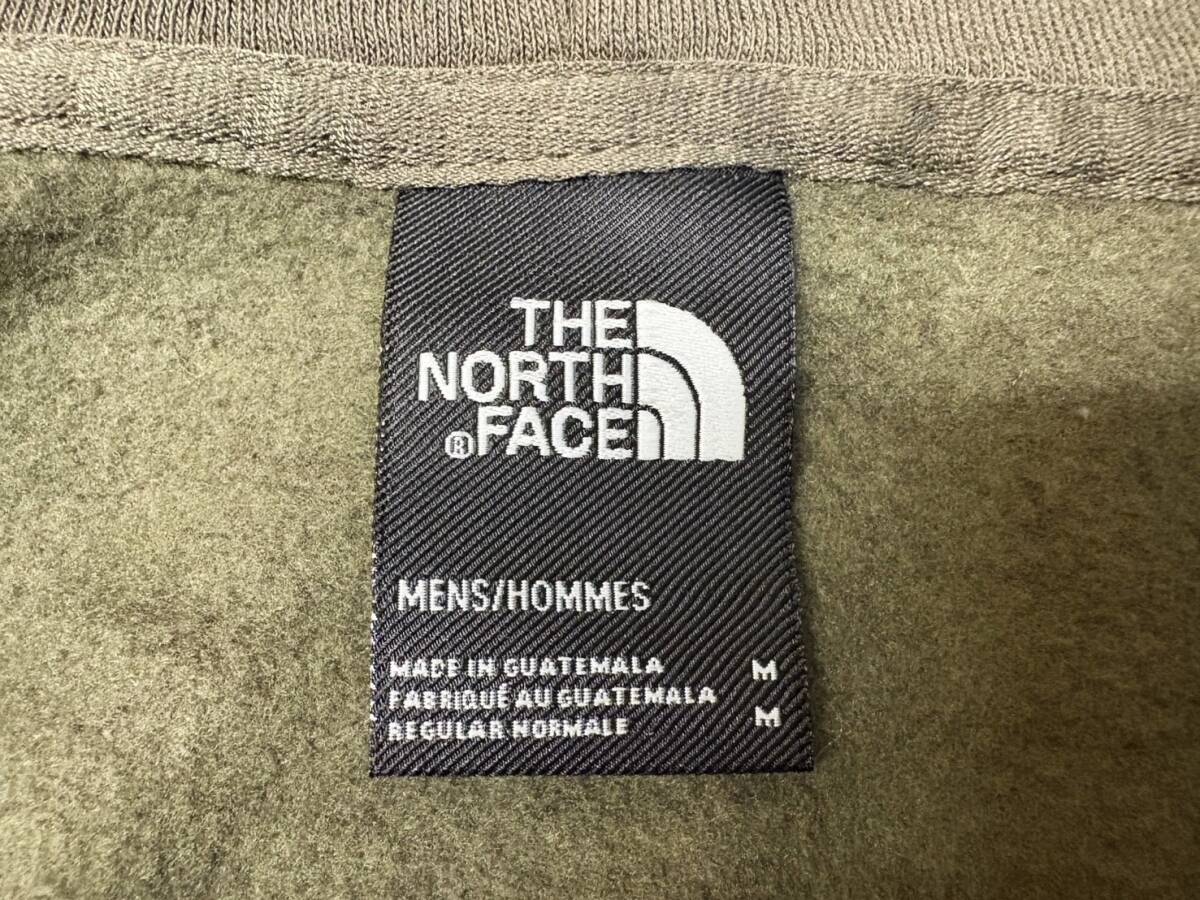 THE
NORTH
®FACE
MENS/HOMMES
MADE IN GUATEMALA M
FABRIQUÉ AU GUATEMALA
REGULAR NORMALE M